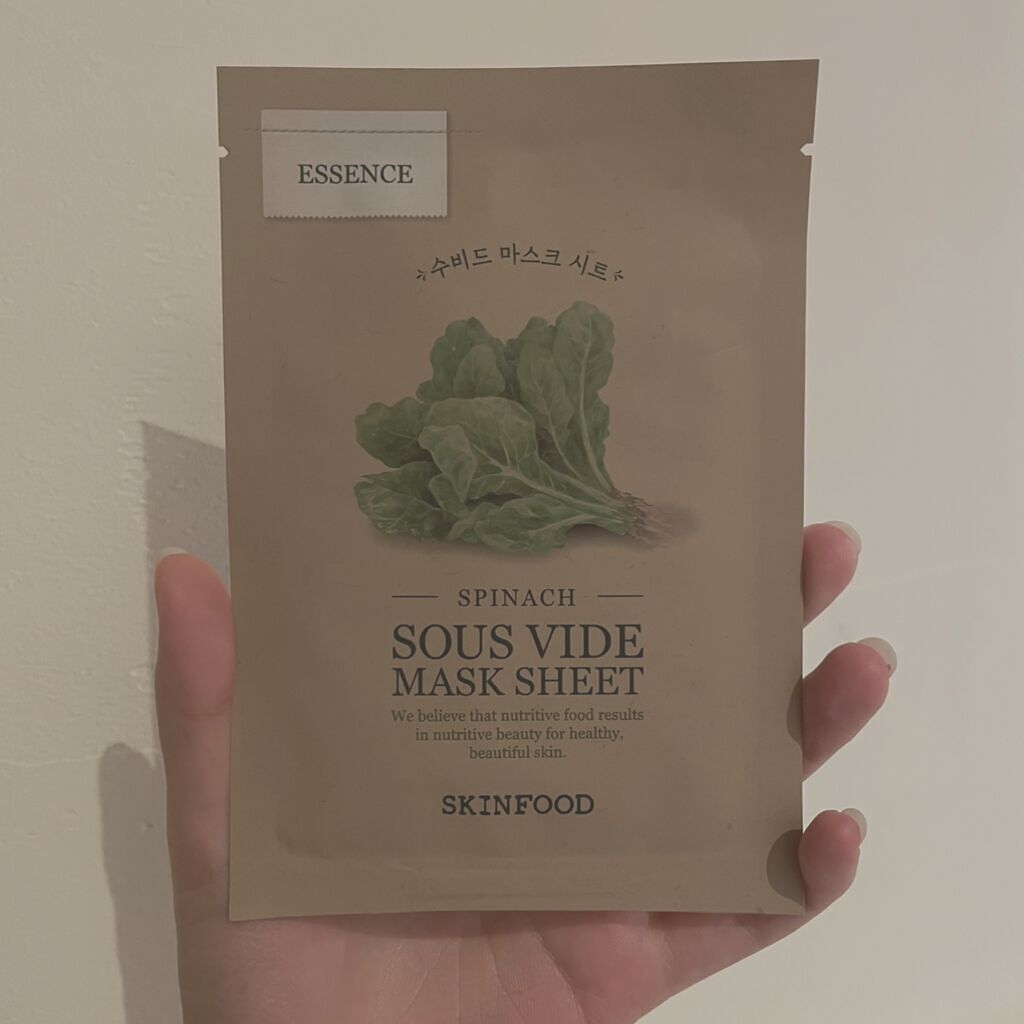 ESSENCE
수비드 마스크 시트
SPINACH
SOUS VIDE
MASK SHEET
We believe that nutritive food results
in nutritive beauty for healthy,
beautiful skin.
SKINFOOD